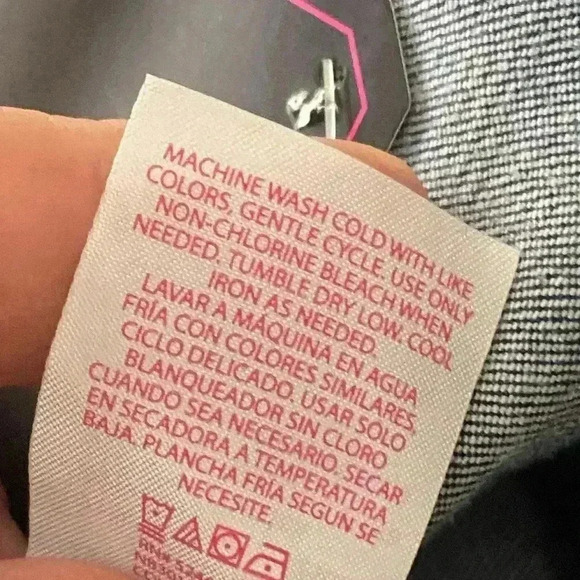 MACHINE WASH COLD WITH LIKE
COLORS, GENTLE CYCLE. USE ONLY
NON-CHLORINE BLEACH WHEN
NEEDED. TUMBLE DRY LOW. COOL
IRON AS NEEDED.
LAVAR A MÁQUINA EN AGUA
FRÍA CON COLORES SIMILARES,
CICLO DELICADO. USAR SOLO
BLANQUEADOR SIN CLORO
CUANDO SEA NECESARIO. SECAR
EN SECADORA A TEMPERATURA
BAJA. PLANCHA FRÍA SEGUN SE
NECESITE.